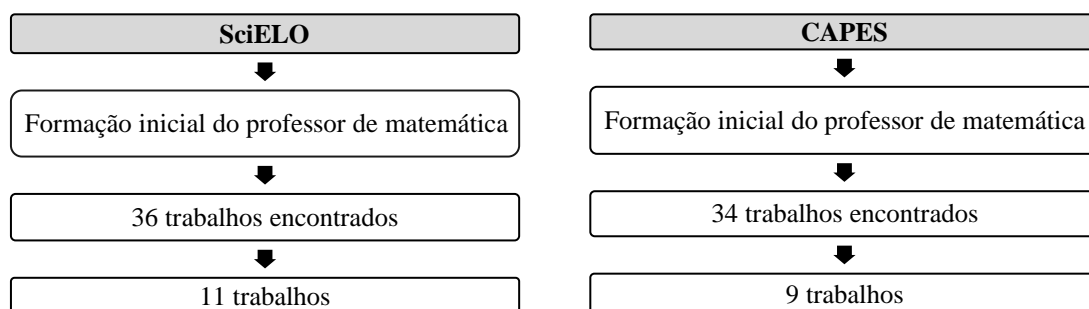 SciELO
Formação inicial do professor de matemática
36 trabalhos encontrados
11 trabalhos
CAPES
Formação inicial do professor de matemática
34 trabalhos encontrados
9 trabalhos